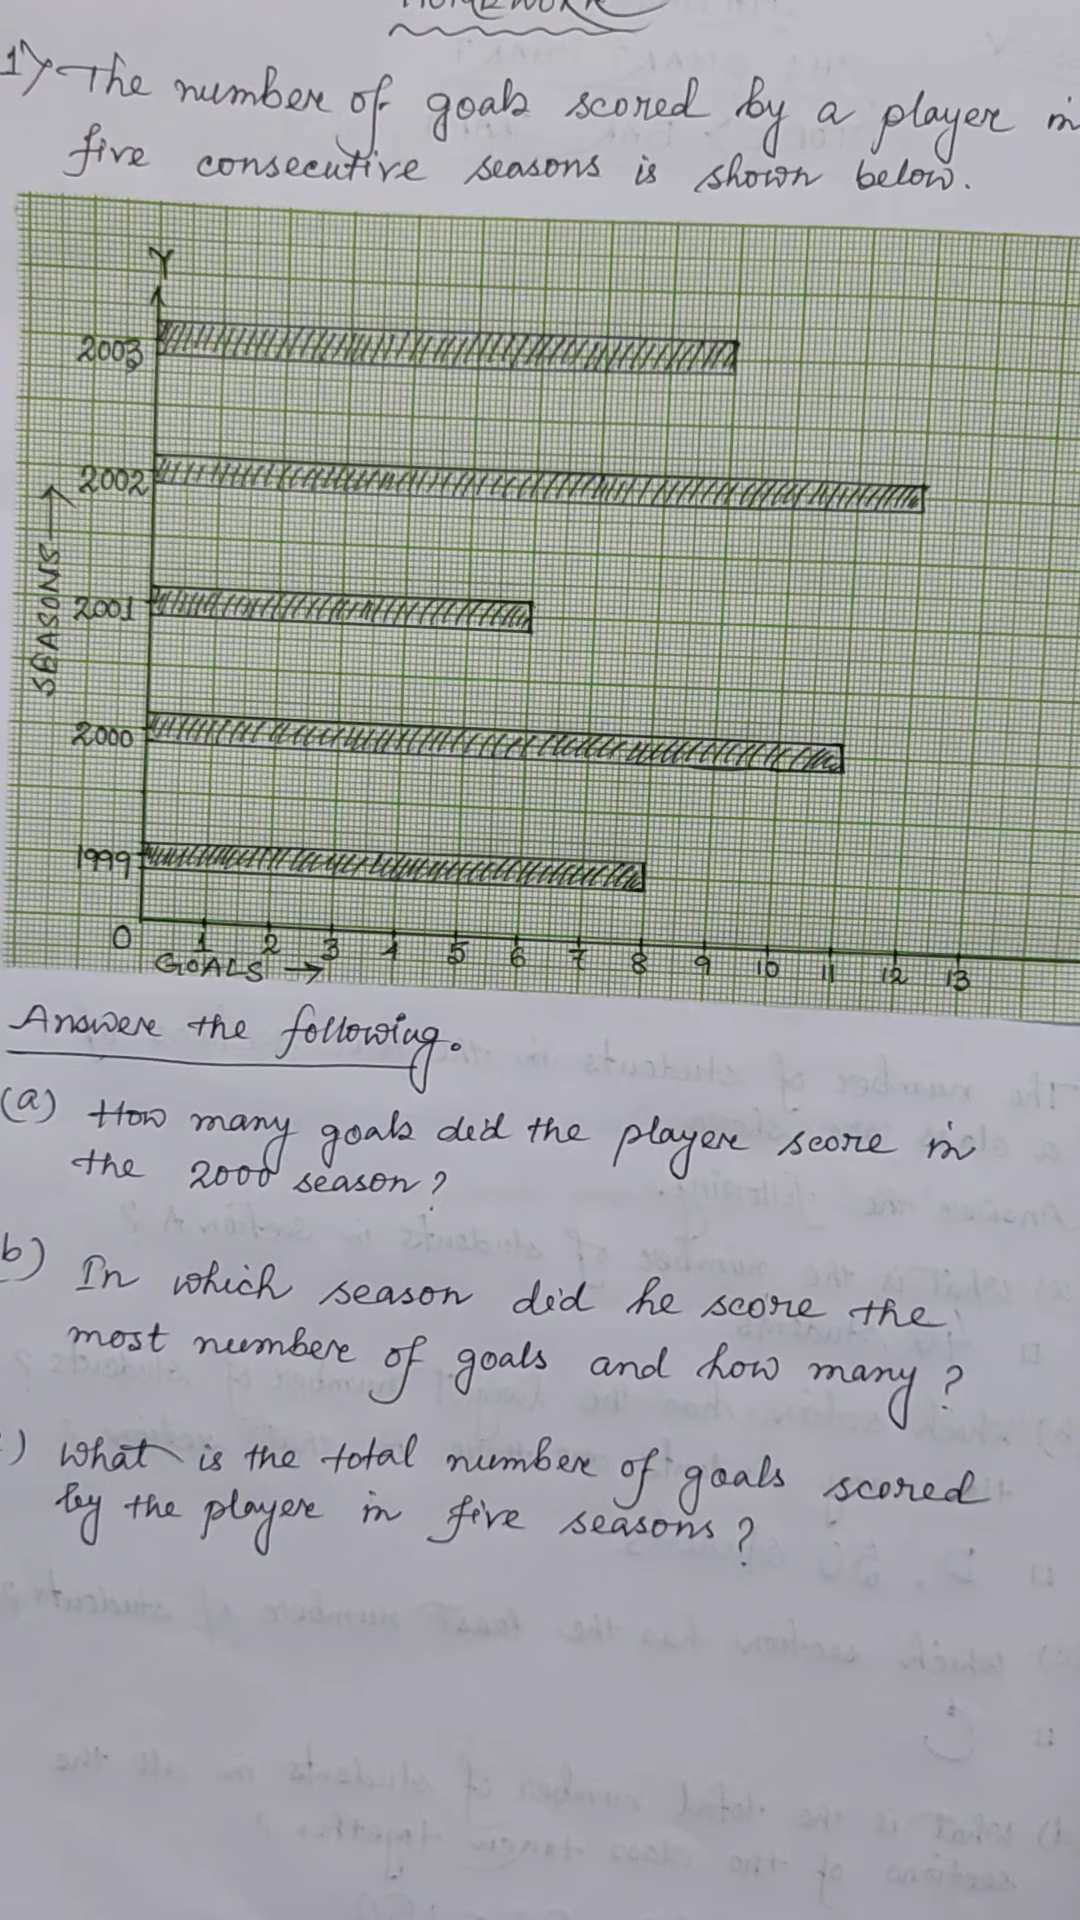 HOMEWORK
1) The number of goals scored by a player in
five consecutive seasons is shown below.
Y
2003
2002
2001
2000
1999
SEASONS →
0 1 2 3 4 5 6 7 8 9 10 11 12 13
GOALS →
Answer the following.
(a) How many goals did the player score in
the 2000 season?
b) In which season did he score the
most number of goals and how many?
) What is the total number of goals scored
by the player in five seasons?